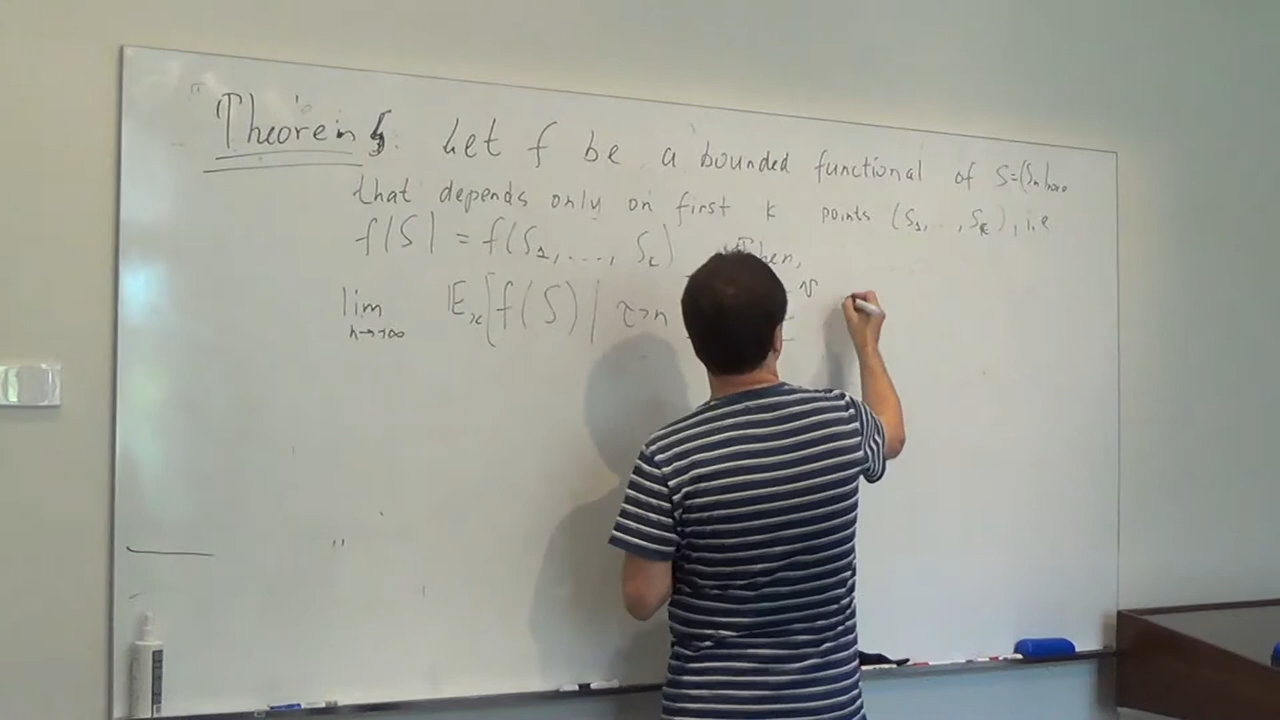 Theorem 5. Let f be a bounded functional of S=(Sn)n≥0
that depends only on first k points (S1,..,Sk), i.e
f(S) = f(S1,...,Sk) Then,
lim n→∞ Ex[f(S)| τ>n